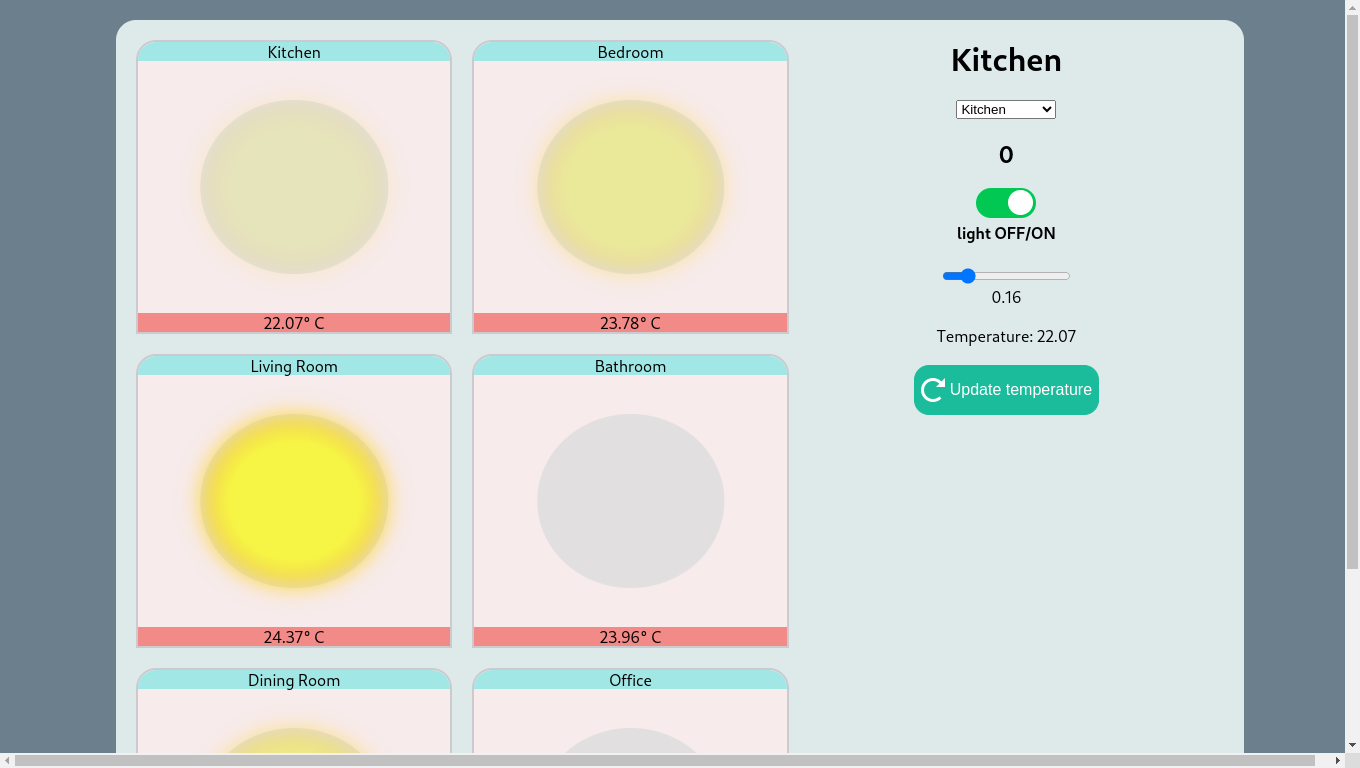 Kitchen
22.07° C
Bedroom
23.78° C
Living Room
24.37° C
Bathroom
23.96° C
Dining Room
Office
Kitchen
Kitchen
0
light OFF/ON
0.16
Temperature: 22.07
Update temperature